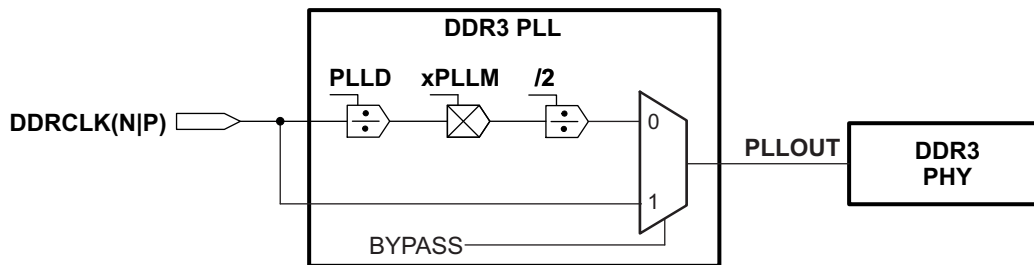 DDR3 PLL
PLLD xPLLM /2
DDRCLK(N|P)
0
PLLOUT
DDR3
PHY
1
BYPASS